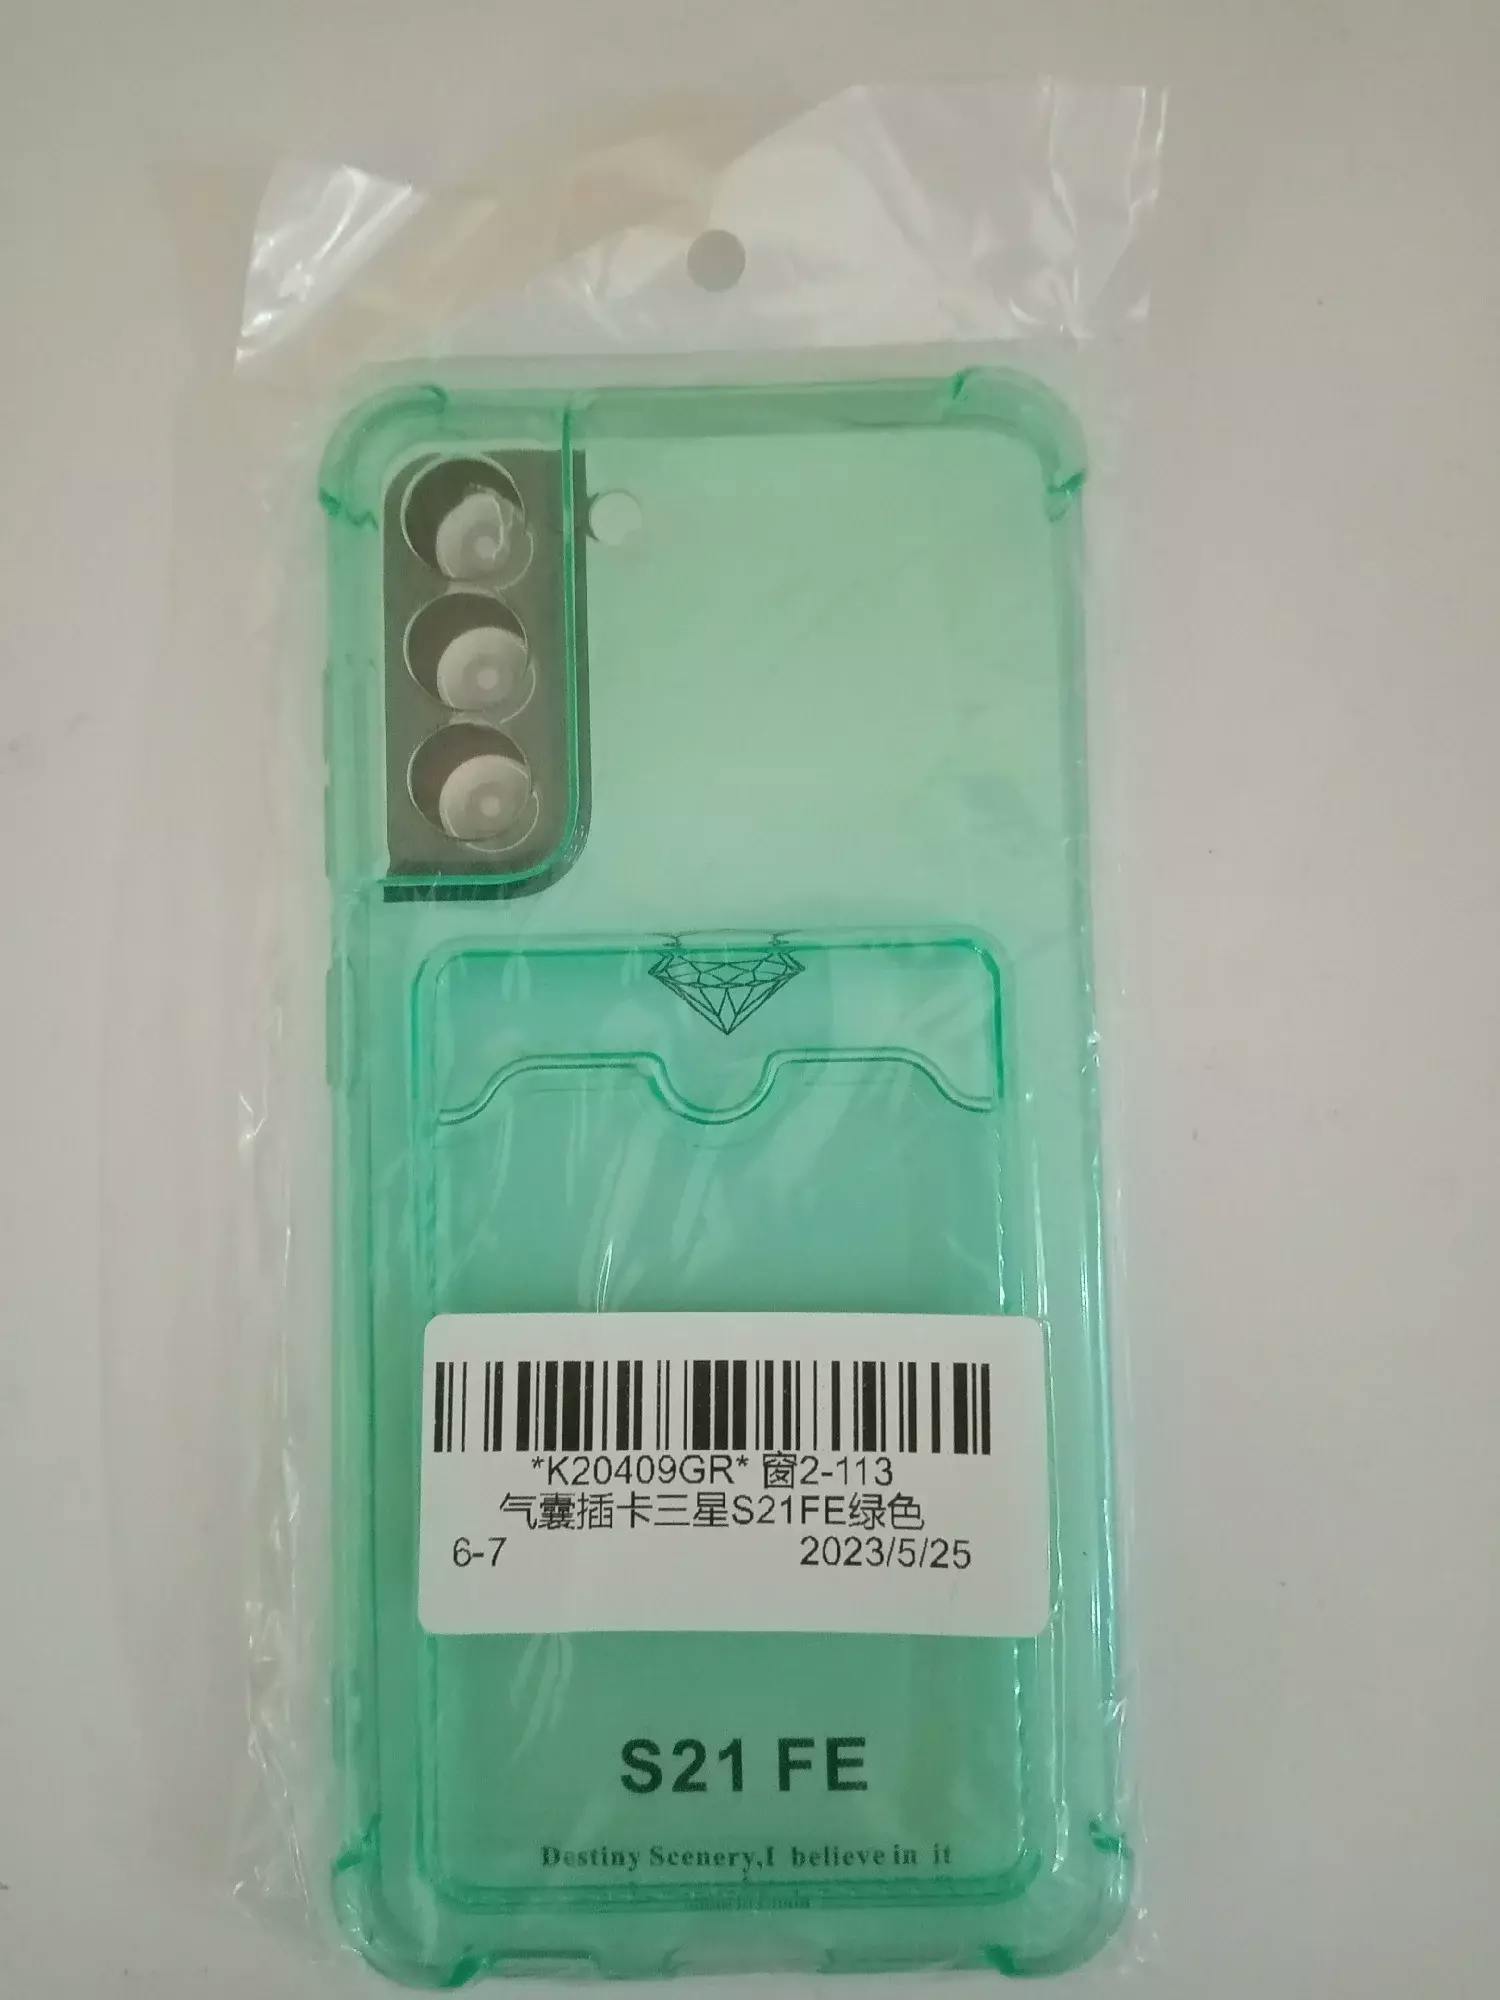 *K20409GR* 窗2-113
气囊插卡三星S21FE绿色
6-7 2023/5/25
S21 FE
Destiny Scenery,I believe in it